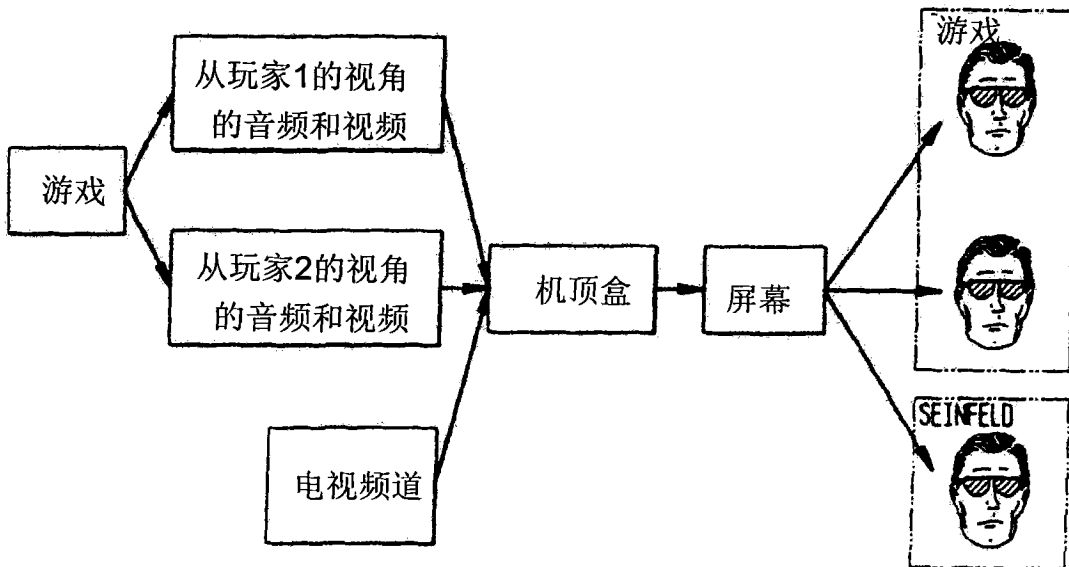 游戏
从玩家1的视角
的音频和视频
游戏
从玩家2的视角
的音频和视频
机顶盒
屏幕
SEINFELD
电视频道